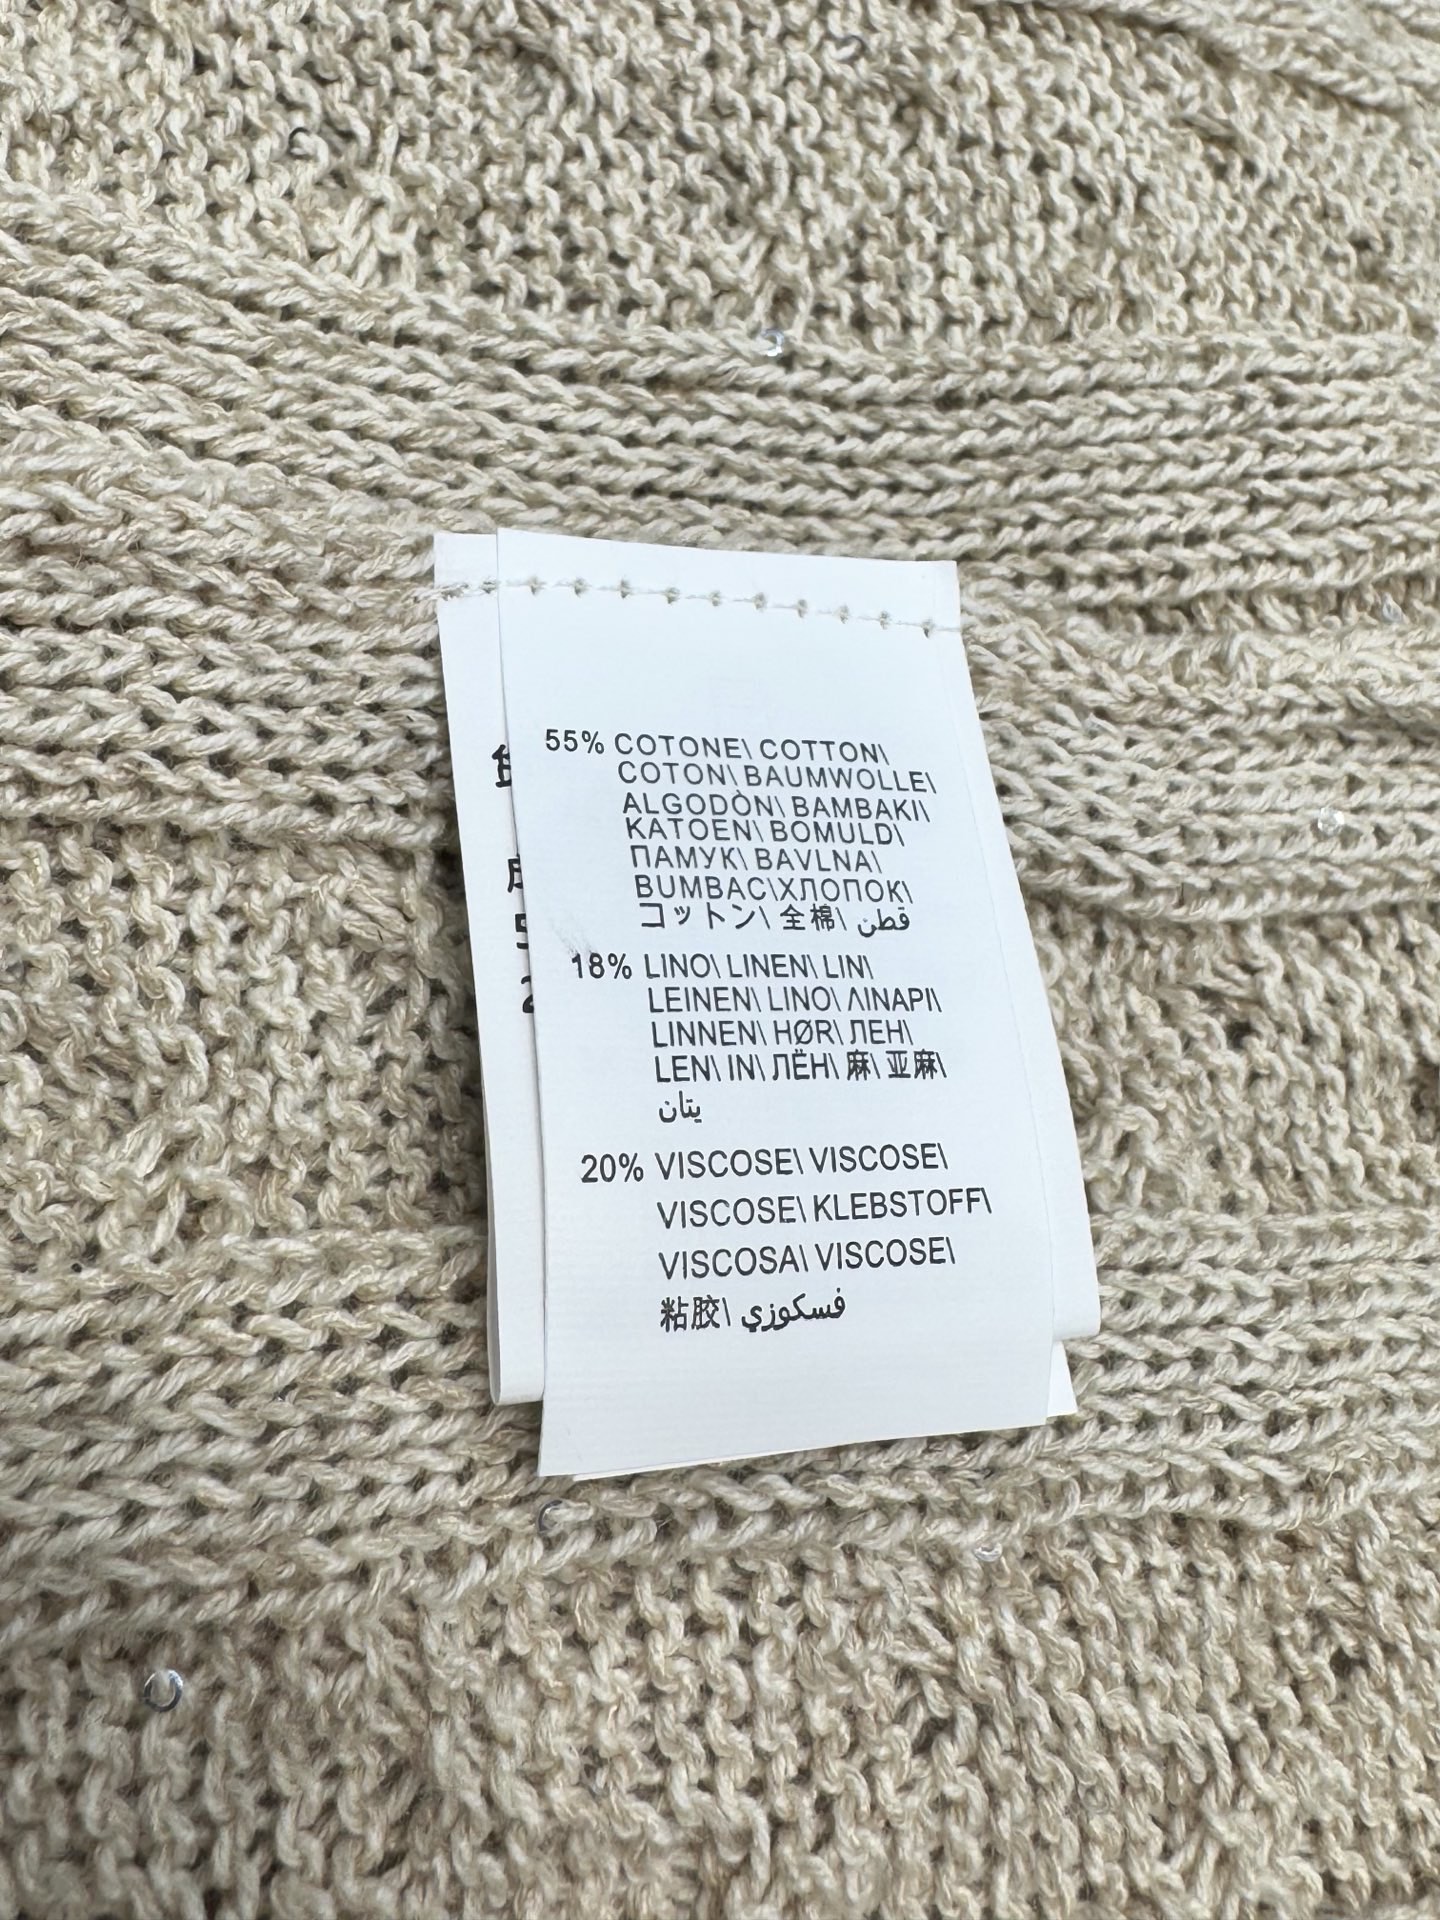 55% COTONE\ COTTON\
COTON\ BAUMWOLLE\
ALGODÒN\ BAMBAKI\
KATOEN\ BOMULD\
ПАМУК\ BAVLNA\
BUMBAC\ХЛОПОК\
コットン\ 全棉\ قطن
18% LINO\ LINEN\ LIN\
LEINEN\ LINO\ ΛINAPI\
LINNEN\ HØR\ ЛЕН\
LEN\ IN\ ЛЁН\ 麻\ 亚麻\
يتان
20% VISCOSE\ VISCOSE\
VISCOSE\ KLEBSTOFF\
VISCOSA\ VISCOSE\
粘胶\ فسكوزي